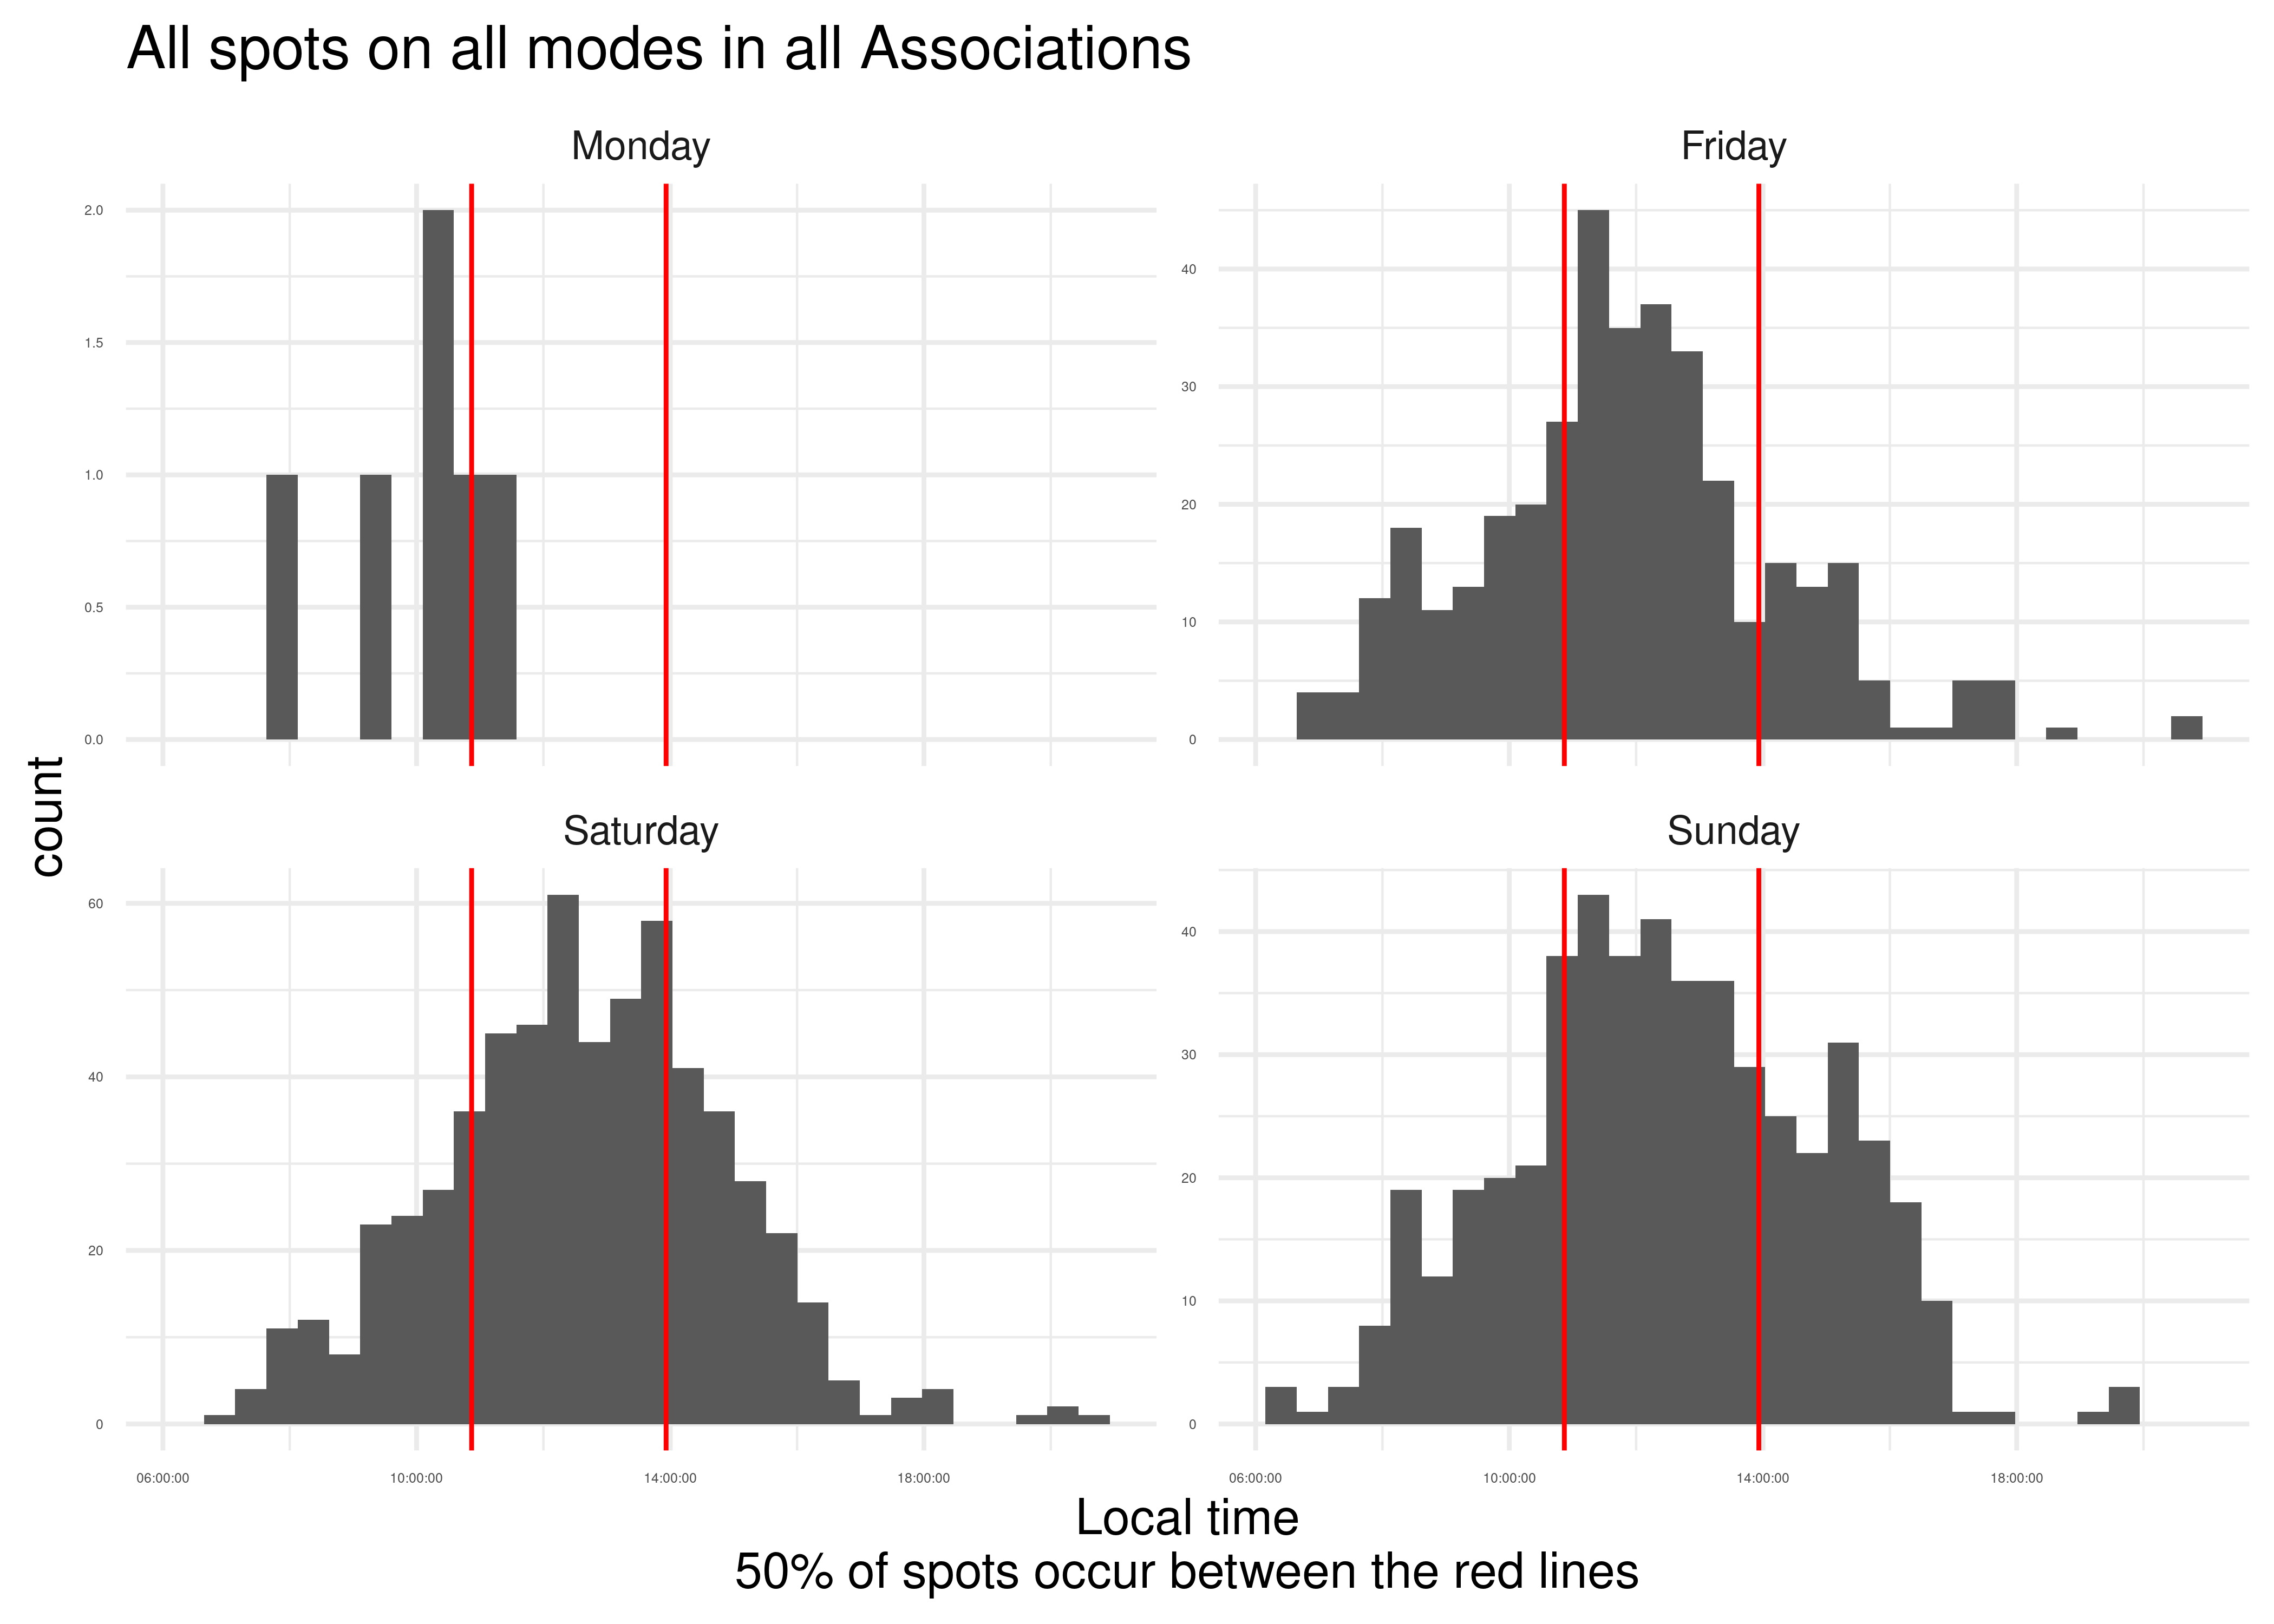 All spots on all modes in all Associations
Monday
Friday
2.0
1.5
1.0
0.5
0.0
40
30
20
10
0
count
Saturday
Sunday
60
40
20
0
40
30
20
10
0
06:00:00 10:00:00 14:00:00 18:00:00
06:00:00 10:00:00 14:00:00 18:00:00
Local time
50% of spots occur between the red lines